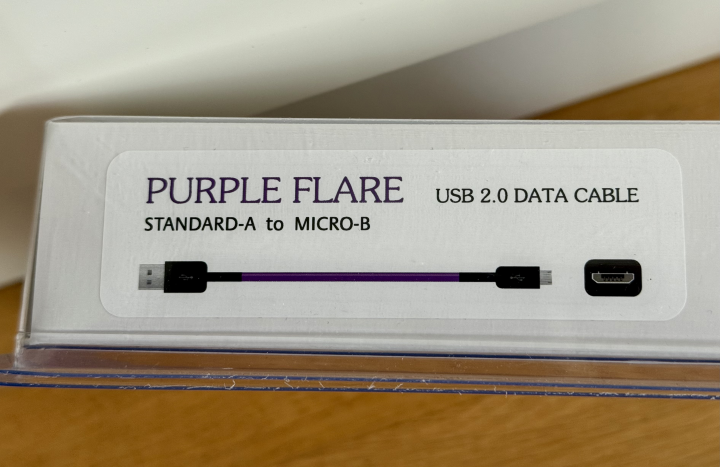 PURPLE FLARE USB 2.0 DATA CABLE
STANDARD-A to MICRO-B